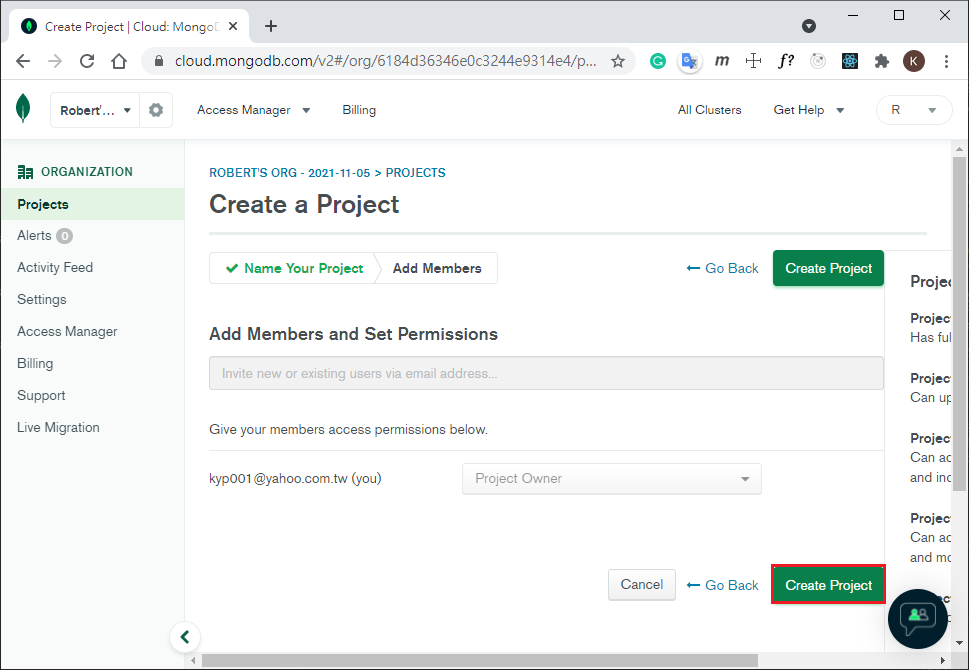 Create Project | Cloud: MongoD
cloud.mongodb.com/v2#/org/6184d36346e0c3244e9314e4/p...
m
f?
K
Robert'...
Access Manager
Billing
All Clusters
Get Help
R
ORGANIZATION
Projects
Alerts 0
Activity Feed
Settings
Access Manager
Billing
Support
Live Migration
ROBERT'S ORG - 2021-11-05 > PROJECTS
Create a Project
Name Your Project
Add Members
Go Back
Create Project
Add Members and Set Permissions
Invite new or existing users via email address...
Give your members access permissions below.
kyp001@yahoo.com.tw (you)
Project Owner
Cancel
Go Back
Create Project
Projec
Projec
Has ful
Projec
Can up
Projec
Can ad
and inc
Projec
Can ac
and mo